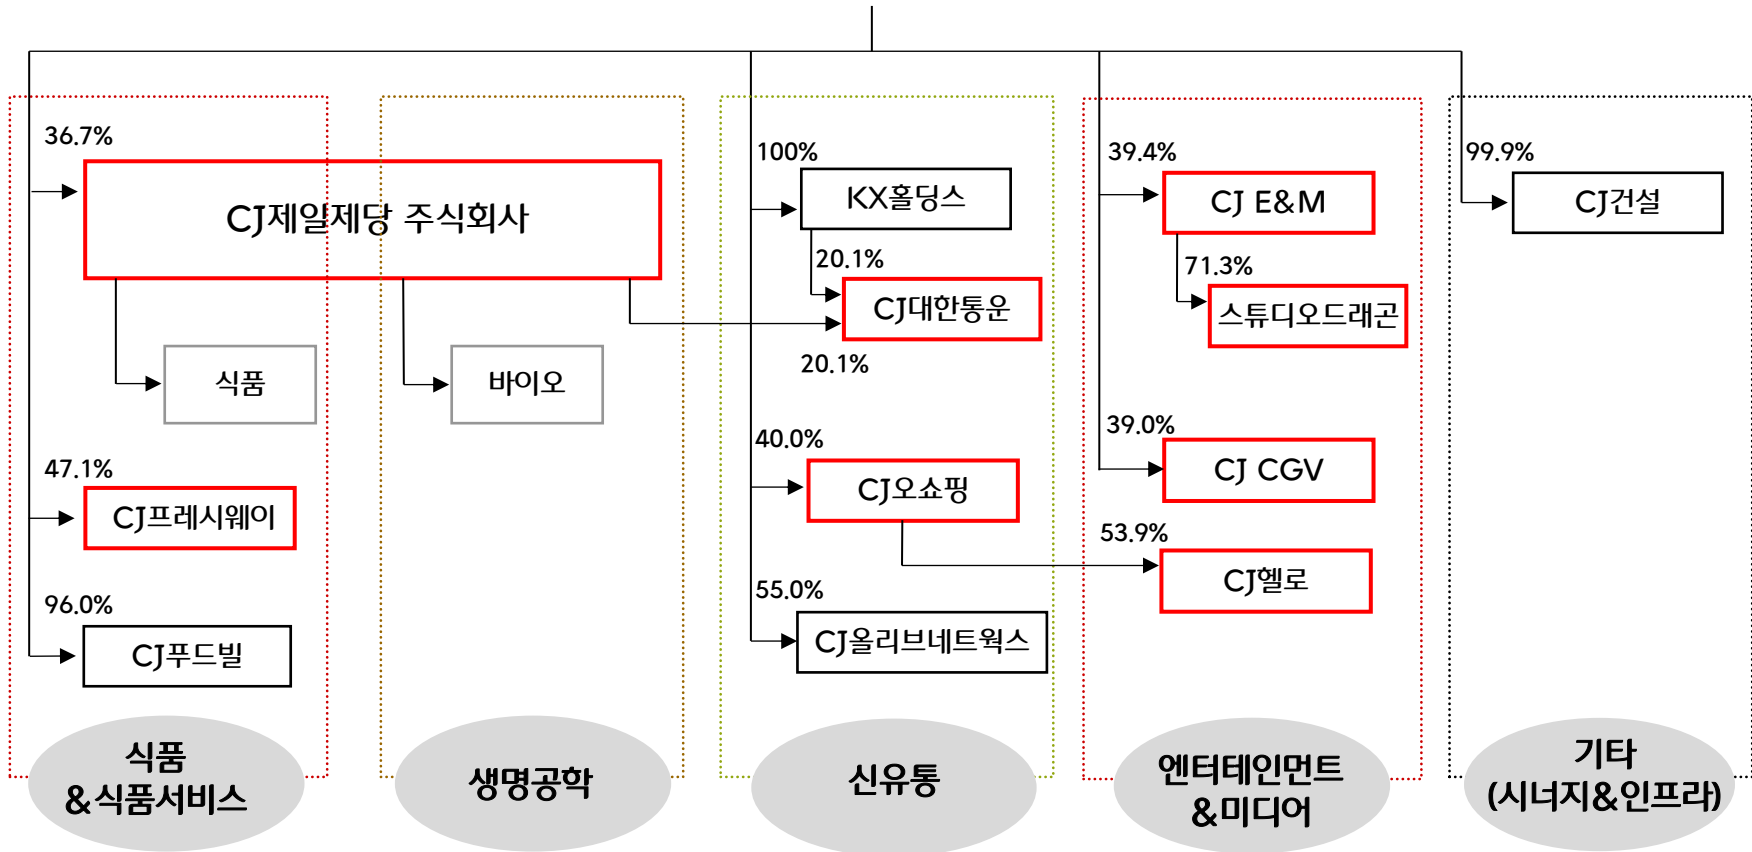 36.7%
CJ제일제당 주식회사
식품
바이오
47.1%
CJ프레시웨이
96.0%
CJ푸드빌
100%
KX홀딩스
20.1%
CJ대한통운
20.1%
40.0%
CJ오쇼핑
55.0%
CJ올리브네트웍스
39.4%
CJ E&M
71.3%
스튜디오드래곤
39.0%
CJ CGV
53.9%
CJ헬로
99.9%
CJ건설
식품
&식품서비스
생명공학
신유통
엔터테인먼트
&미디어
기타
(시너지&인프라)